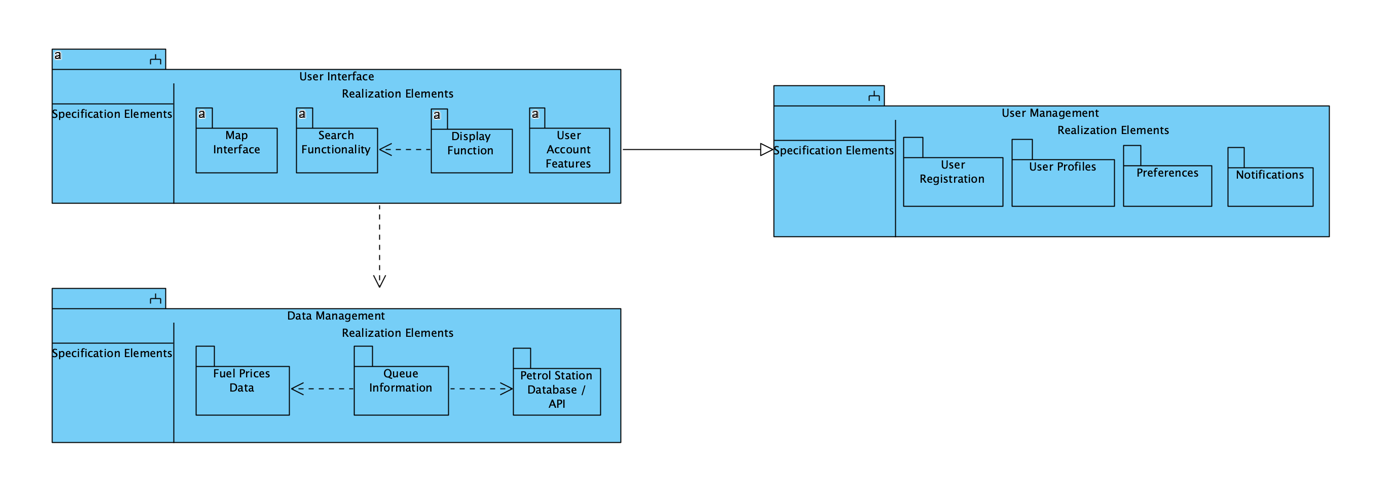 a
User Interface
Realization Elements
Specification Elements
a
Map
Interface
a
Search
Functionality
a
Display
Function
a
User
Account
Features
User Management
Realization Elements
Specification Elements
User
Registration
User Profiles
Preferences
Notifications
Data Management
Realization Elements
Specification Elements
Fuel Prices
Data
Queue
Information
Petrol Station
Database /
API